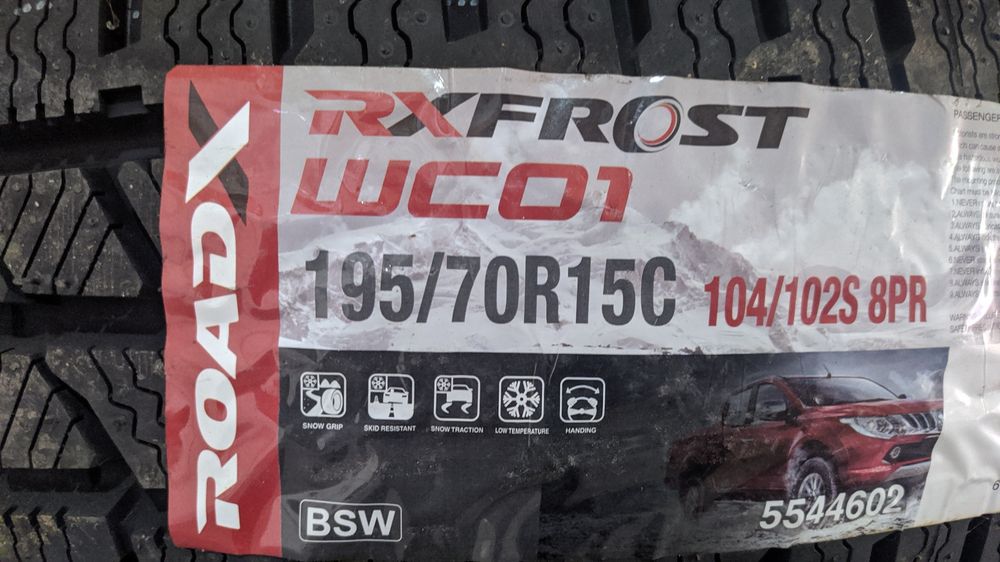 ROADX
RXFROST
WC01
195/70R15C 104/102S 8PR
SNOW GRIP
SKID RESISTANT
SNOW TRACTION
LOW TEMPERATURE
HANDING
BSW
5544602
PASSENGER